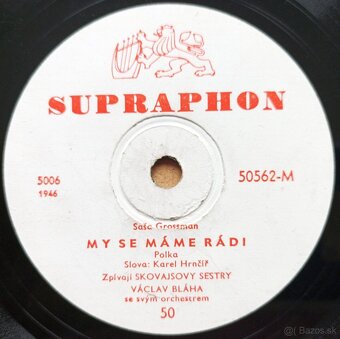 SUPRAPHON
5006
1946
50562-M
Saša Grossman
MY SE MÁME RÁDI
Polka
Slova: Karel Hrnčíř
Zpívají SKOVAJSOVY SESTRY
VÁCLAV BLÁHA
se svým orchestrem
50
Bazos.sk